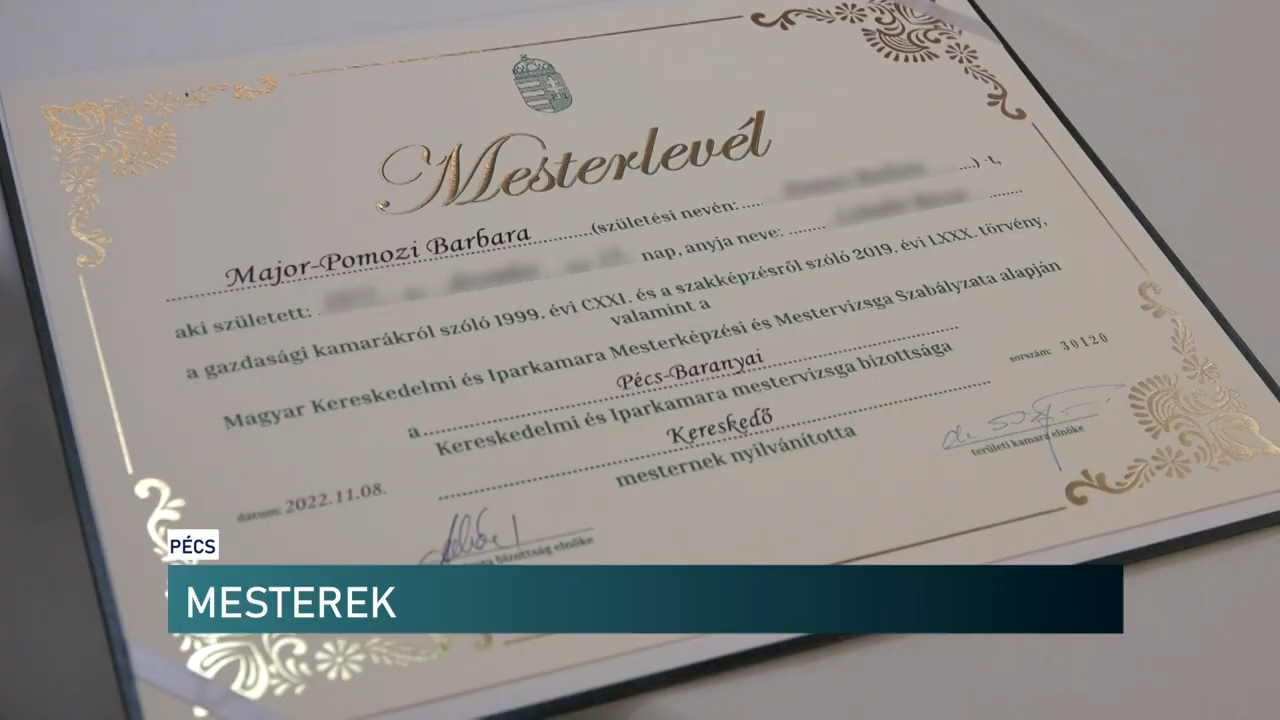 Mesterlevél
Major-Pomozi Barbara (születési nevén: ) -t,
aki született: nap, anyja neve:
a gazdasági kamarákról szóló 1999. évi CXXI. és a szakképzésről szóló 2019. évi LXXX. törvény,
valamint a
Magyar Kereskedelmi és Iparkamara Mesterképzési és Mestervizsga Szabályzata alapján
a Pécs-Baranyai
Kereskedelmi és Iparkamara mestervizsga bizottsága
sorszám: 30120
Kereskedő
mesternek nyilvánította
területi kamara elnöke
dátum: 2022.11.08.
bizottság elnöke
PÉCS
MESTEREK